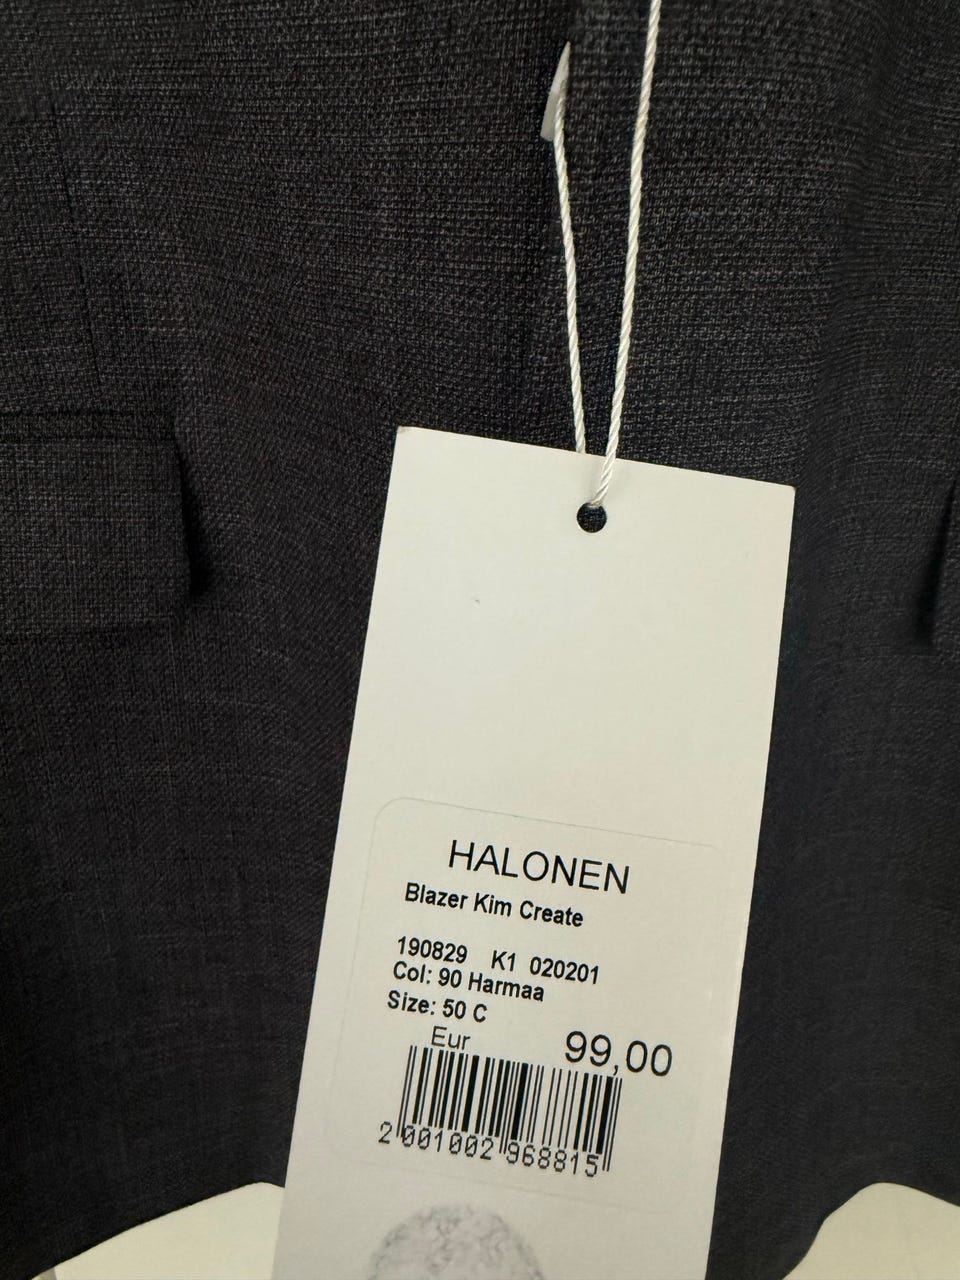 HALONEN
Blazer Kim Create
190829 K1 020201
Col: 90 Harmaa
Size: 50 C
Eur 99,00
2 001002 968815